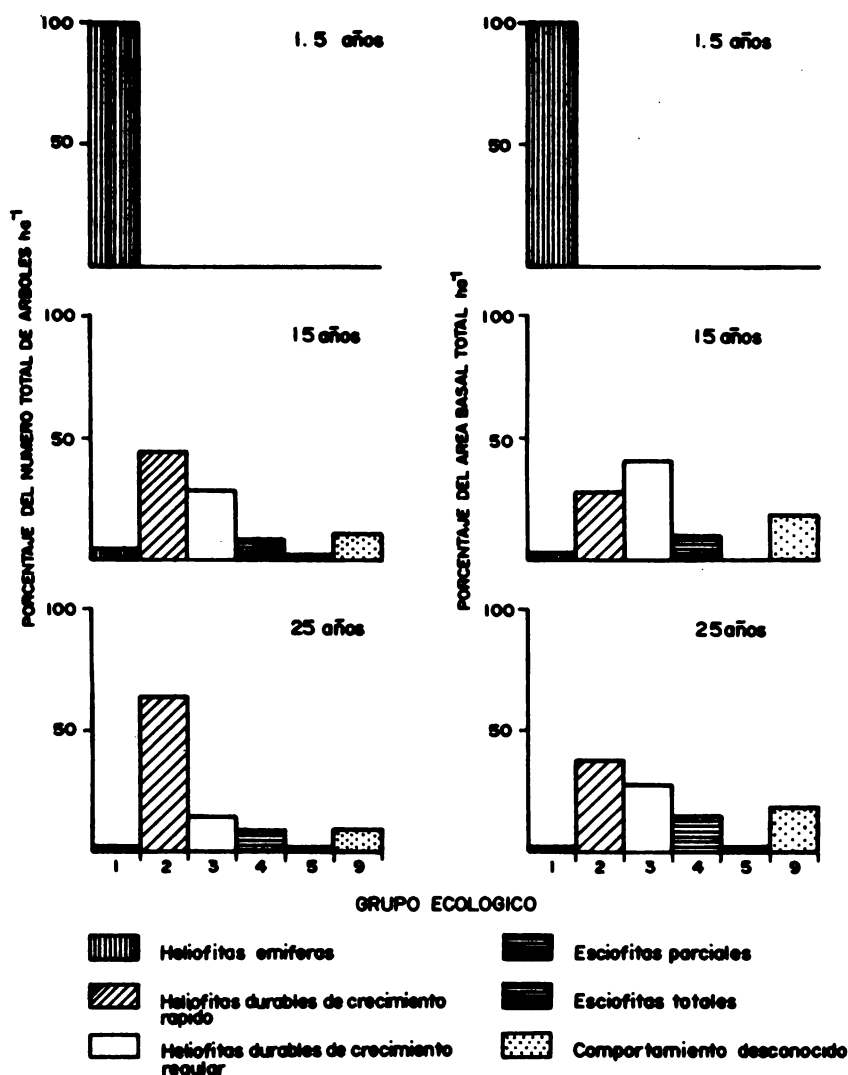 100
50
1.5 años
100
50
1.5 años
PORCENTAJE DEL NUMERO TOTAL DE ARBOLES ha⁻¹
PORCENTAJE DEL AREA BASAL TOTAL ha⁻¹
100
50
15 años
100
50
15 años
100
50
25 años
100
50
25 años
1 2 3 4 5 9
1 2 3 4 5 9
GRUPO ECOLOGICO
Heliofitas emiferas
Heliofitas durables de crecimiento
rapido
Heliofitas durables de crecimiento
regular
Esciofitas parciales
Esciofitas totales
Comportamiento desconocido